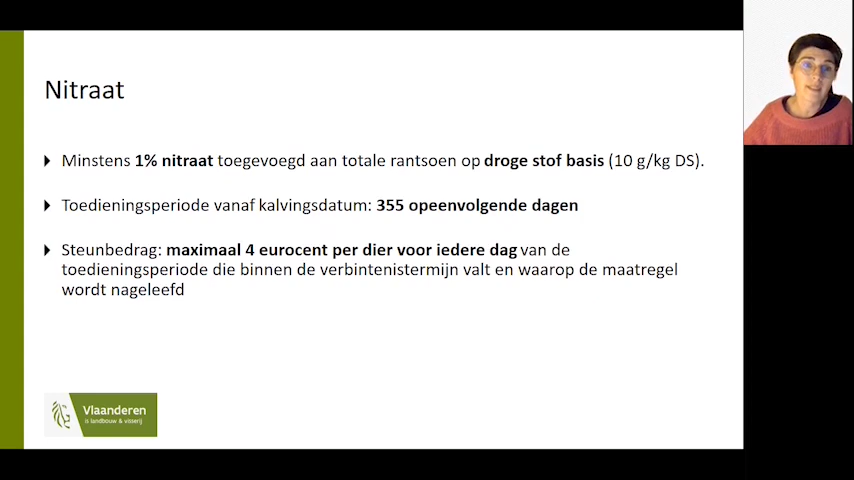 Nitraat
Minstens 1% nitraat toegevoegd aan totale rantsoen op droge stof basis (10 g/kg DS).
Toedieningsperiode vanaf kalvingsdatum: 355 opeenvolgende dagen
Steunbedrag: maximaal 4 eurocent per dier voor iedere dag van de
toedieningsperiode die binnen de verbintenistermijn valt en waarop de maatregel
wordt nageleefd
Vlaanderen
is landbouw & visserij